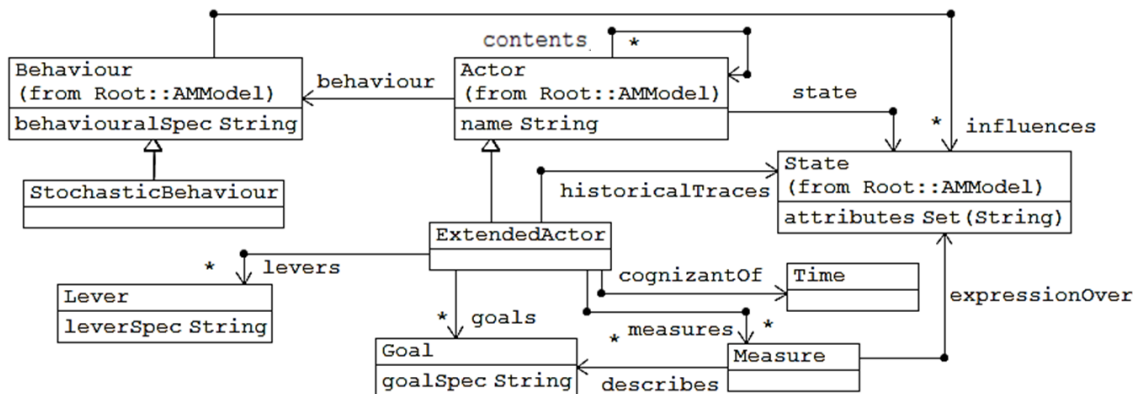 contents
*
Behaviour
(from Root::AMModel)
behaviouralSpec String
behaviour
Actor
(from Root::AMModel)
name String
state
*
influences
State
(from Root::AMModel)
attributes Set(String)
StochasticBehaviour
historicalTraces
ExtendedActor
*
levers
Lever
leverSpec String
cognizantOf
Time
expressionOver
*
goals
*
measures
*
Goal
goalSpec String
describes
Measure